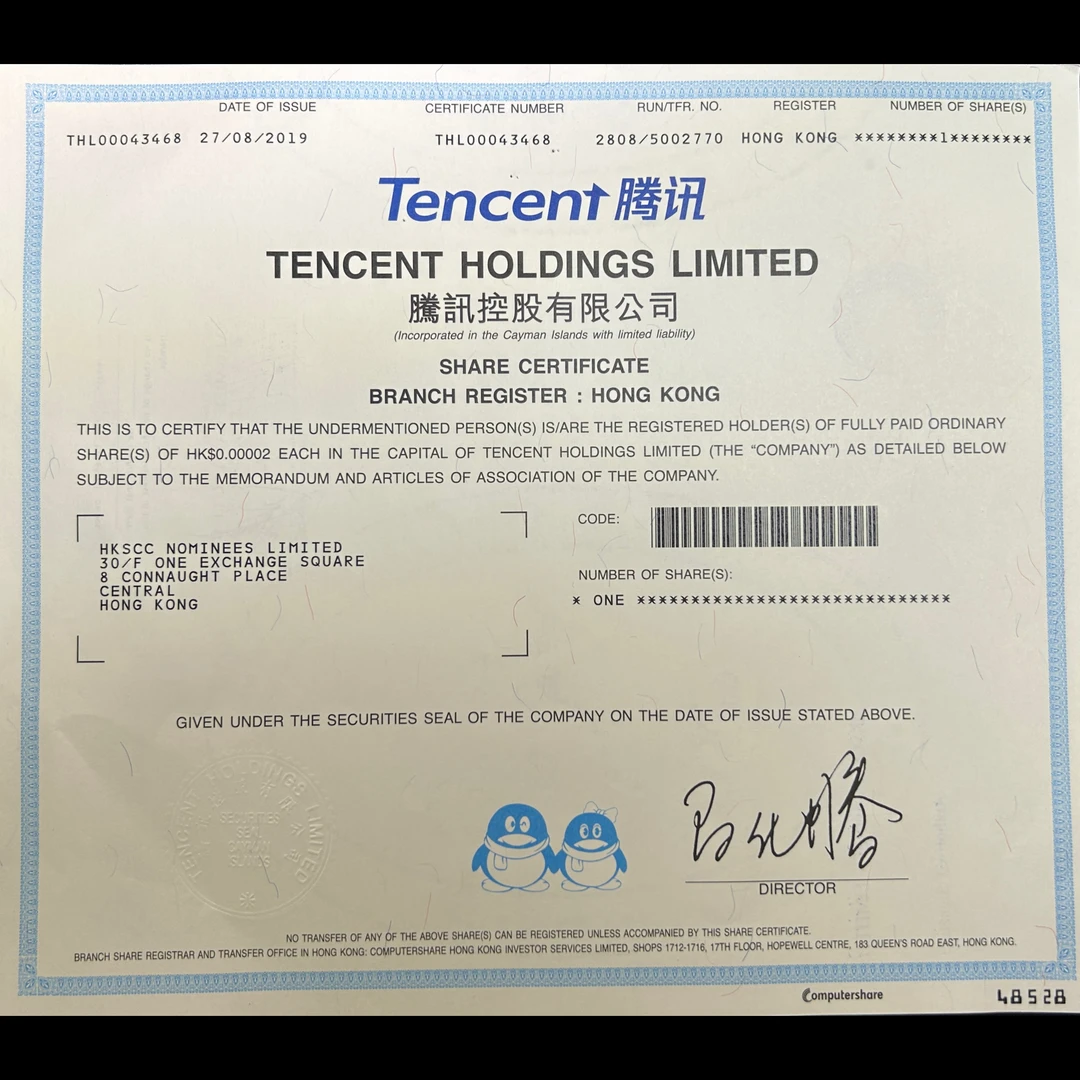 DATE OF ISSUE CERTIFICATE NUMBER RUN/TFR. NO. REGISTER NUMBER OF SHARE(S)
THL00043468 27/08/2019 THL00043468 2808/5002770 HONG KONG ********1********
Tencent 腾讯
TENCENT HOLDINGS LIMITED
騰訊控股有限公司
(Incorporated in the Cayman Islands with limited liability)
SHARE CERTIFICATE
BRANCH REGISTER : HONG KONG
THIS IS TO CERTIFY THAT THE UNDERMENTIONED PERSON(S) IS/ARE THE REGISTERED HOLDER(S) OF FULLY PAID ORDINARY
SHARE(S) OF HK$0.00002 EACH IN THE CAPITAL OF TENCENT HOLDINGS LIMITED (THE “COMPANY”) AS DETAILED BELOW
SUBJECT TO THE MEMORANDUM AND ARTICLES OF ASSOCIATION OF THE COMPANY.
HKSCC NOMINEES LIMITED
30/F ONE EXCHANGE SQUARE
8 CONNAUGHT PLACE
CENTRAL
HONG KONG
CODE:
NUMBER OF SHARE(S):
* ONE *****************************
GIVEN UNDER THE SECURITIES SEAL OF THE COMPANY ON THE DATE OF ISSUE STATED ABOVE.
TENCENT HOLDINGS LIMITED
SECURITIES
SEAL
ISLANDS
马化腾
DIRECTOR
NO TRANSFER OF ANY OF THE ABOVE SHARE(S) CAN BE REGISTERED UNLESS ACCOMPANIED BY THIS SHARE CERTIFICATE.
BRANCH SHARE REGISTRAR AND TRANSFER OFFICE IN HONG KONG: COMPUTERSHARE HONG KONG INVESTOR SERVICES LIMITED, SHOPS 1712-1716, 17TH FLOOR, HOPEWELL CENTRE, 183 QUEEN'S ROAD EAST, HONG KONG.
Computershare
48528